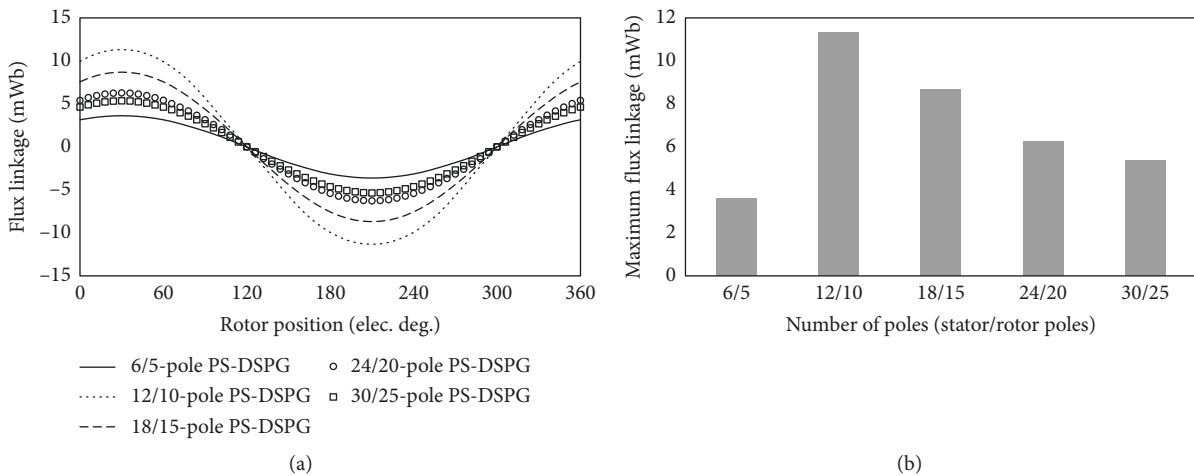 15
10
5
0
–5
–10
–15
Flux linkage (mWb)
0 60 120 180 240 300 360
Rotor position (elec. deg.)
6/5-pole PS-DSPG
12/10-pole PS-DSPG
18/15-pole PS-DSPG
24/20-pole PS-DSPG
30/25-pole PS-DSPG
(a)
12
10
8
6
4
2
0
Maximum flux linkage (mWb)
6/5 12/10 18/15 24/20 30/25
Number of poles (stator/rotor poles)
(b)